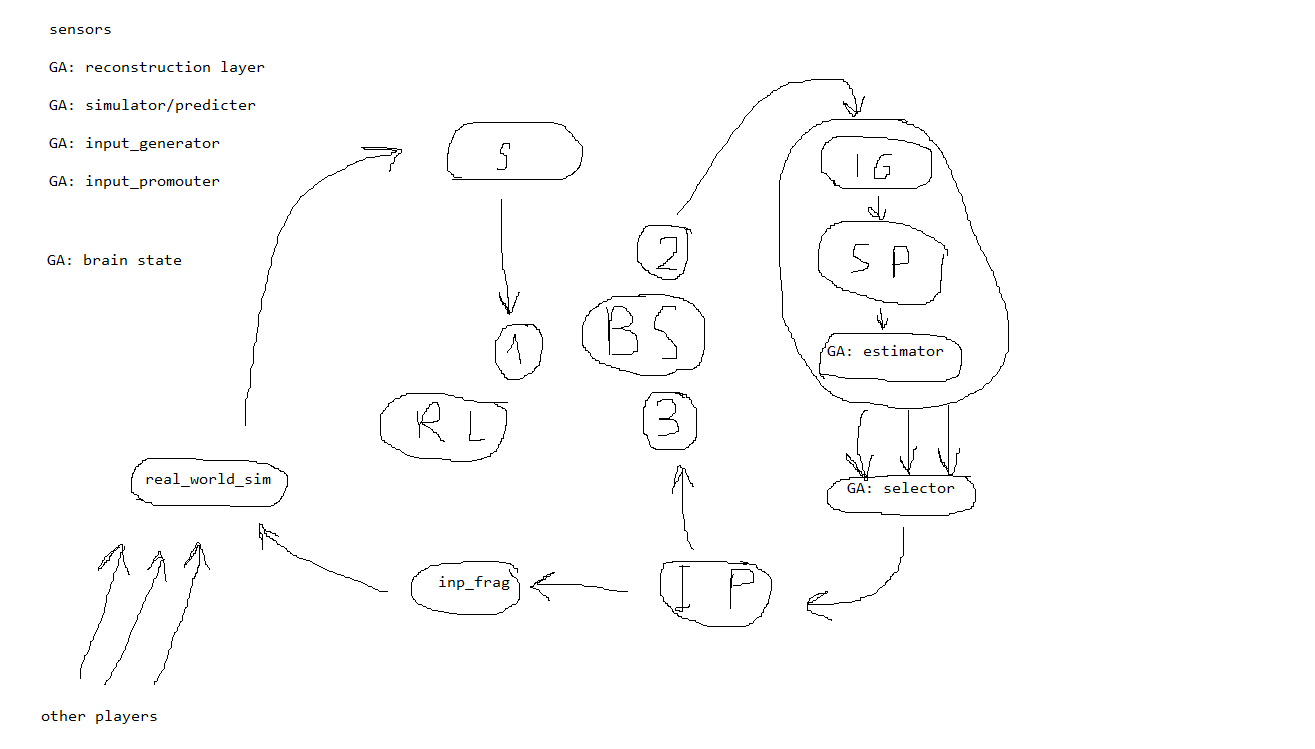 sensors
GA: reconstruction layer
GA: simulator/predicter
GA: input_generator
GA: input_promouter
GA: brain state
S
IG
2
SP
BS
1
GA: estimator
RL
3
real_world_sim
GA: selector
inp_frag
IP
other players